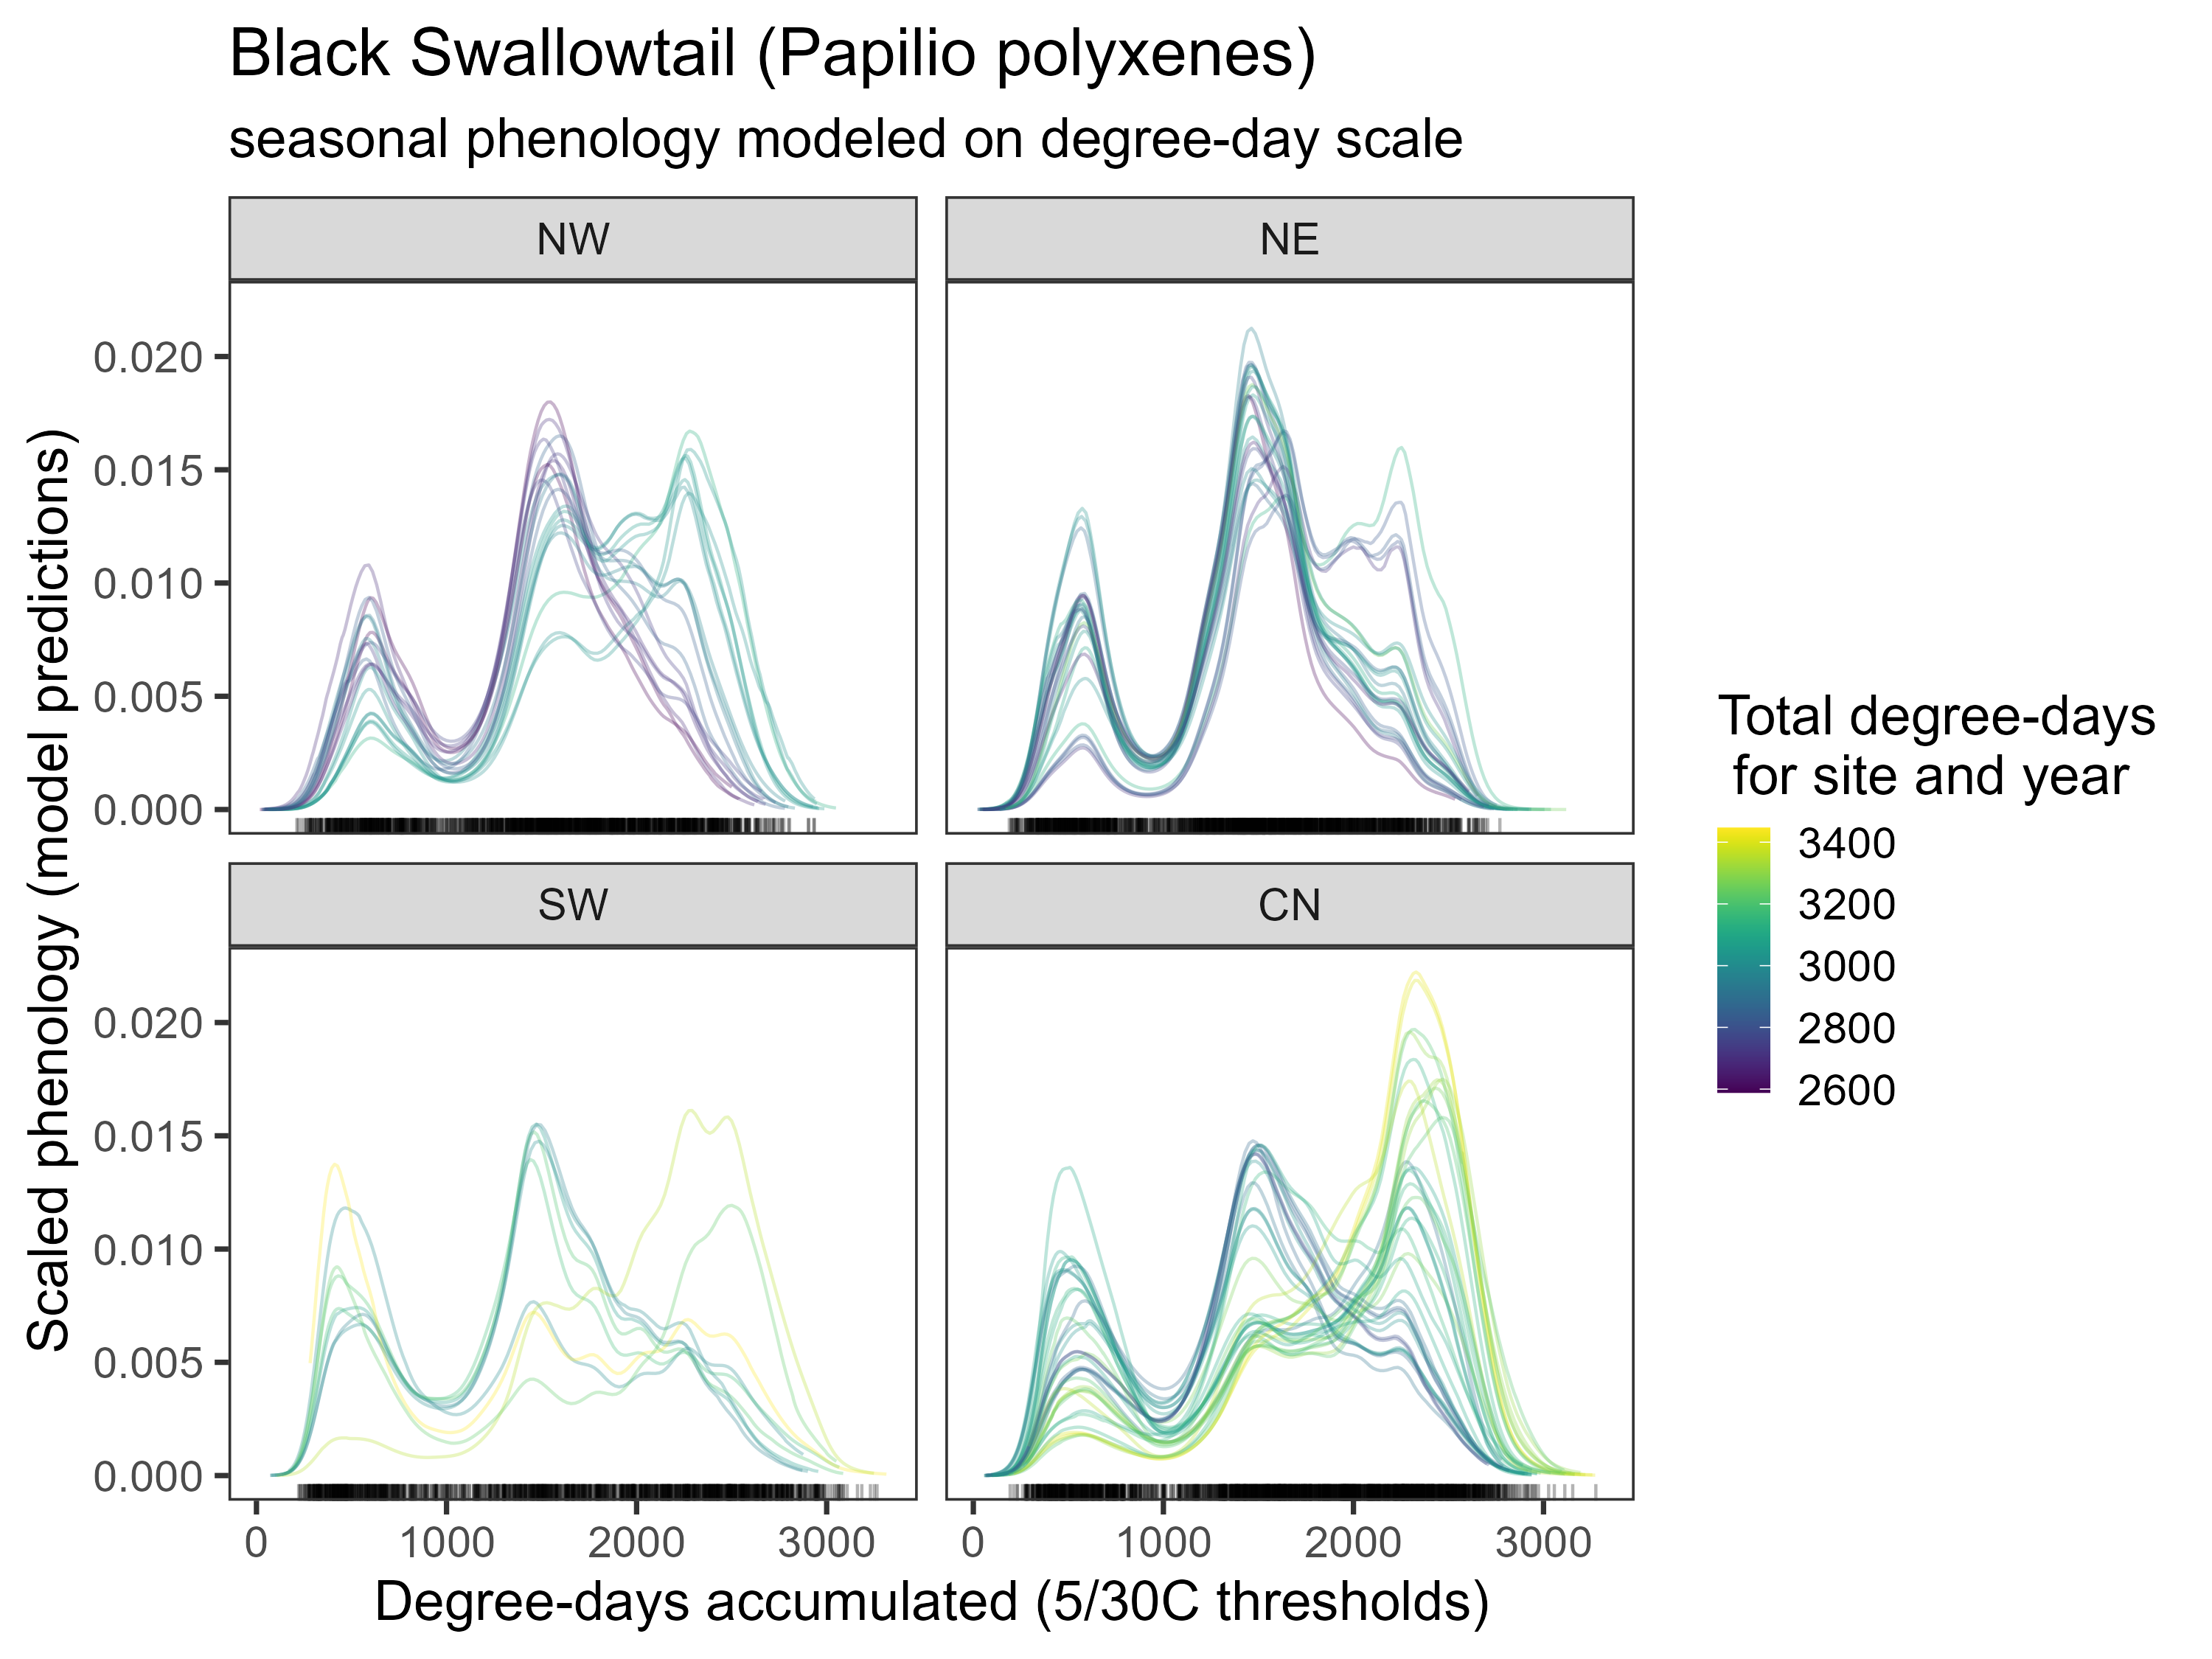 Black Swallowtail (Papilio polyxenes)
seasonal phenology modeled on degree-day scale
NW
NE
0.020
0.015
0.010
0.005
0.000
SW
CN
0.020
0.015
0.010
0.005
0.000
0
1000
2000
3000
0
1000
2000
3000
Degree-days accumulated (5/30C thresholds)
Scaled phenology (model predictions)
Total degree-days
for site and year
3400
3200
3000
2800
2600